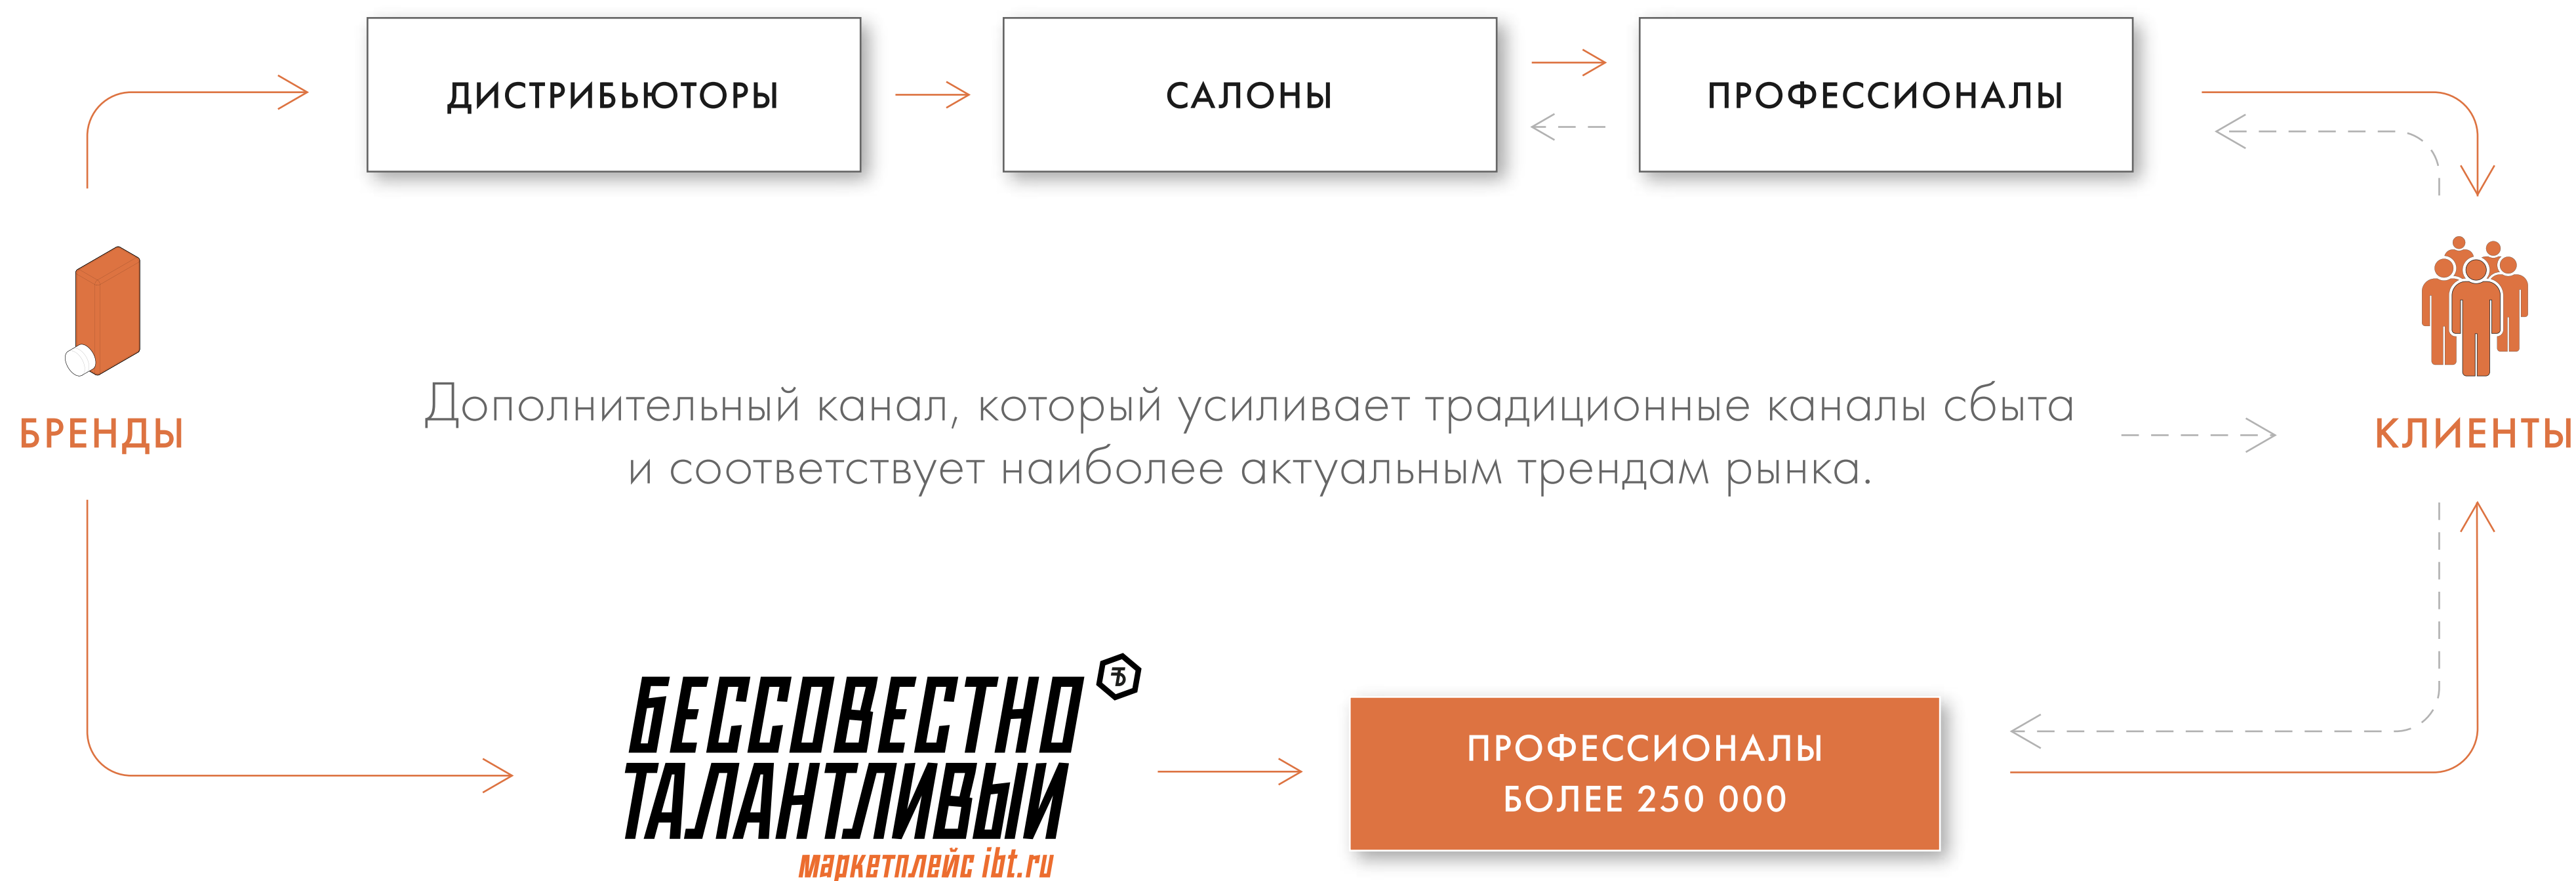 ДИСТРИБЬЮТОРЫ
САЛОНЫ
ПРОФЕССИОНАЛЫ
БРЕНДЫ
Дополнительный канал, который усиливает традиционные каналы сбыта
и соответствует наиболее актуальным трендам рынка.
КЛИЕНТЫ
БЕССОВЕСТНО
ТАЛАНТЛИВЫЙ
маркетплейс ibt.ru
ПРОФЕССИОНАЛЫ
БОЛЕЕ 250 000